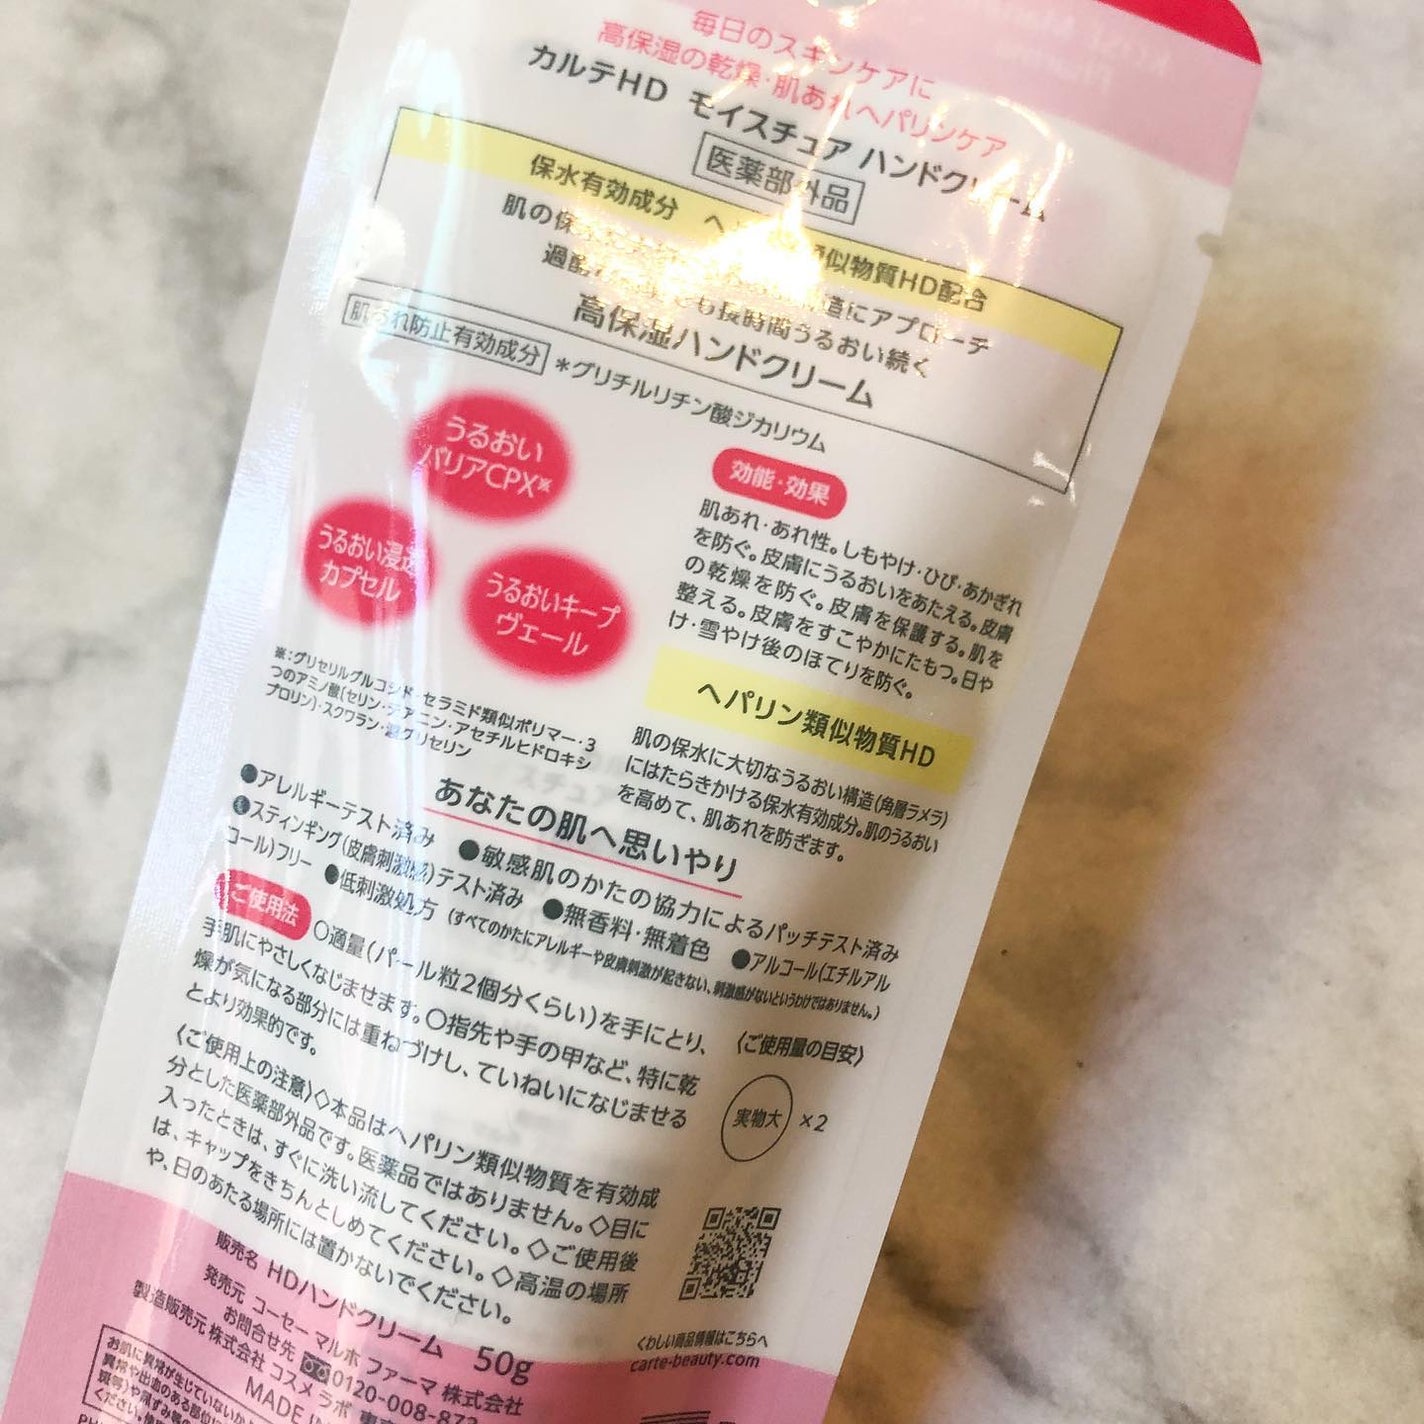 毎日のスキンケアに
高保湿の乾燥・肌あれヘパリンケア
カルテHD モイスチュア ハンドクリーム
医薬部外品
保水有効成分 ヘ 類似物質HD配合
肌の保 造にアプローチ
過酷 も長時間うるおい続く
高保湿ハンドクリーム
肌あれ防止有効成分 *グリチルリチン酸ジカリウム
うるおい
バリアCPX※
うるおい浸透
カプセル
うるおいキープ
ヴェール
※:グリセリルグルコシド・セラミド類似ポリマー・3
つのアミノ酸(セリン・テアニン・アセチルヒドロキシ
プロリン)・スクワラン・濃グリセリン
効能・効果
肌あれ・あれ性。しもやけ・ひび・あかぎれ
を防ぐ。皮膚にうるおいをあたえる。皮膚
の乾燥を防ぐ。皮膚を保護する。肌を
整える。皮膚をすこやかにたもつ。日や
け・雪やけ後のほてりを防ぐ。
ヘパリン類似物質HD
肌の保水に大切なうるおい構造(角層ラメラ)
にはたらきかける保水有効成分。肌のうるおい
を高めて、肌あれを防ぎます。
あなたの肌へ思いやり
●アレルギーテスト済み ●敏感肌のかたの協力によるパッチテスト済み
●スティンギング(皮膚刺激感)テスト済み ●無香料・無着色 ●アルコール(エチルアル
コール)フリー ●低刺激処方 (すべてのかたにアレルギーや皮膚刺激が起きない、刺激感がないというわけではありません。)
ご使用法 ○適量(パール粒2個分くらい)を手にとり、
手肌にやさしくなじませます。○指先や手の甲など、特に乾
燥が気になる部分には重ねづけし、ていねいになじませる
とより効果的です。
〈ご使用量の目安〉
実物大 ×2
〈ご使用上の注意〉◇本品はヘパリン類似物質を有効成
分とした医薬部外品です。医薬品ではありません。◇目に
入ったときは、すぐに洗い流してください。◇ご使用後
は、キャップをきちんとしめてください。◇高温の場所
や、日のあたる場所には置かないでください。
くわしい商品情報はこちらへ
carte-beauty.com
販売名 HDハンドクリーム 50g
発売元 コーセー マルホ ファーマ 株式会社
お問合せ先 0120-008-873
製造販売元 株式会社 コスメ ラボ
MADE IN
お肌に異常が生じていないか